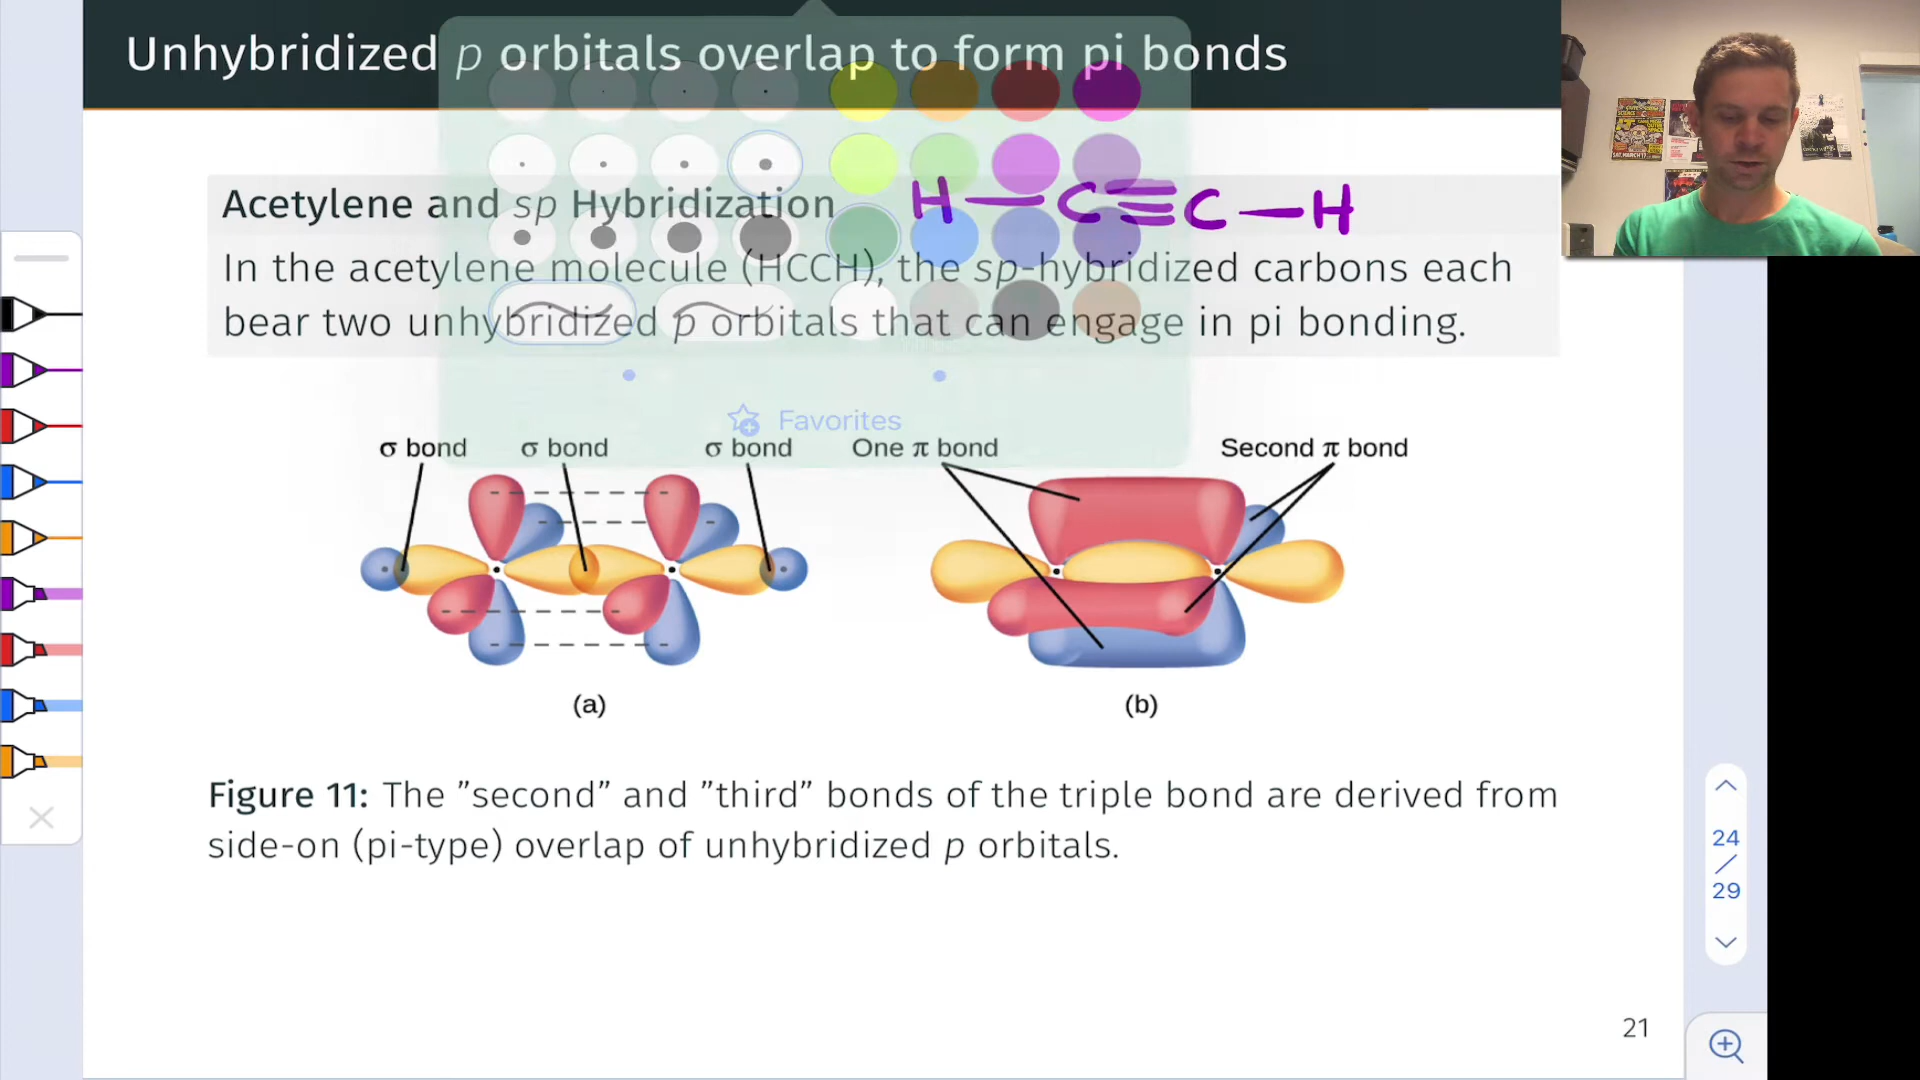 Unhybridized p orbitals overlap to form pi bonds
Acetylene and sp Hybridization H — C ≡ C — H
In the acetylene molecule (HCCH), the sp-hybridized carbons each
bear two unhybridized p orbitals that can engage in pi bonding.
Favorites
σ bond σ bond σ bond One π bond Second π bond
(a) (b)
Figure 11: The ”second” and ”third” bonds of the triple bond are derived from
side-on (pi-type) overlap of unhybridized p orbitals.
24
/
29
21